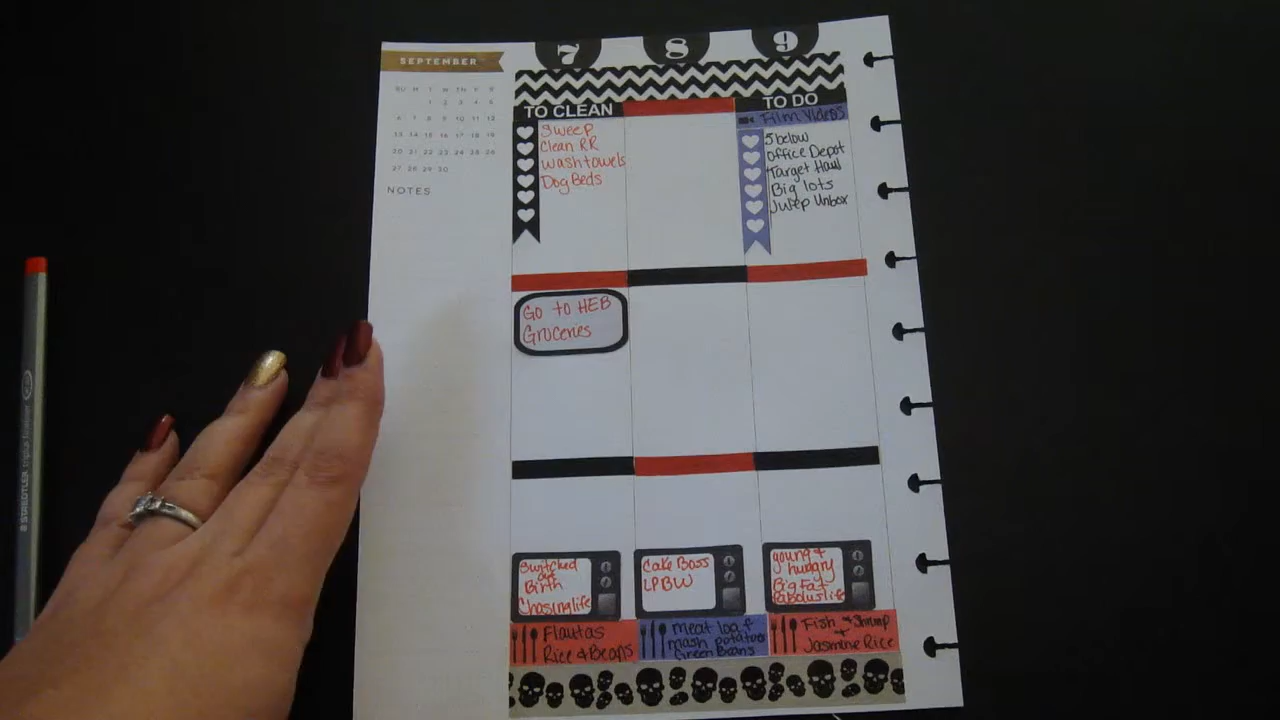 7 8 9
SEPTEMBER
SU M T W TH F S
1 2 3 4 5
6 7 8 9 10 11 12
13 14 15 16 17 18 19
20 21 22 23 24 25 26
27 28 29 30
NOTES
TO CLEAN
Sweep
Clean RR
wash towels
Dog Beds
TO DO
Film Videos
5 below
Office Depot
Target Haul
Big lots
Julep Unbox
Go to HEB
Groceries
Switched
at
Birth
Chasing life
Cake Boss
LPBW
young &
hungry
Big Fat
Flautas
Rice & Beans
meat loaf
mash potatoes
Green Beans
Fish & Shrimp
+
Jasmine Rice
STAEDTLER triplus fineliner